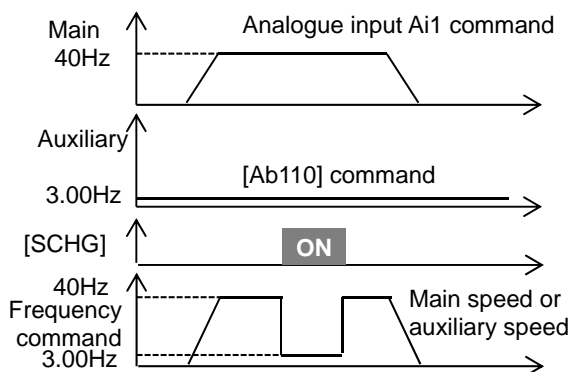 Main
Analogue input Ai1 command
40Hz
Auxiliary
[Ab110] command
3.00Hz
[SCHG]
ON
40Hz
Frequency
command
3.00Hz
Main speed or
auxiliary speed